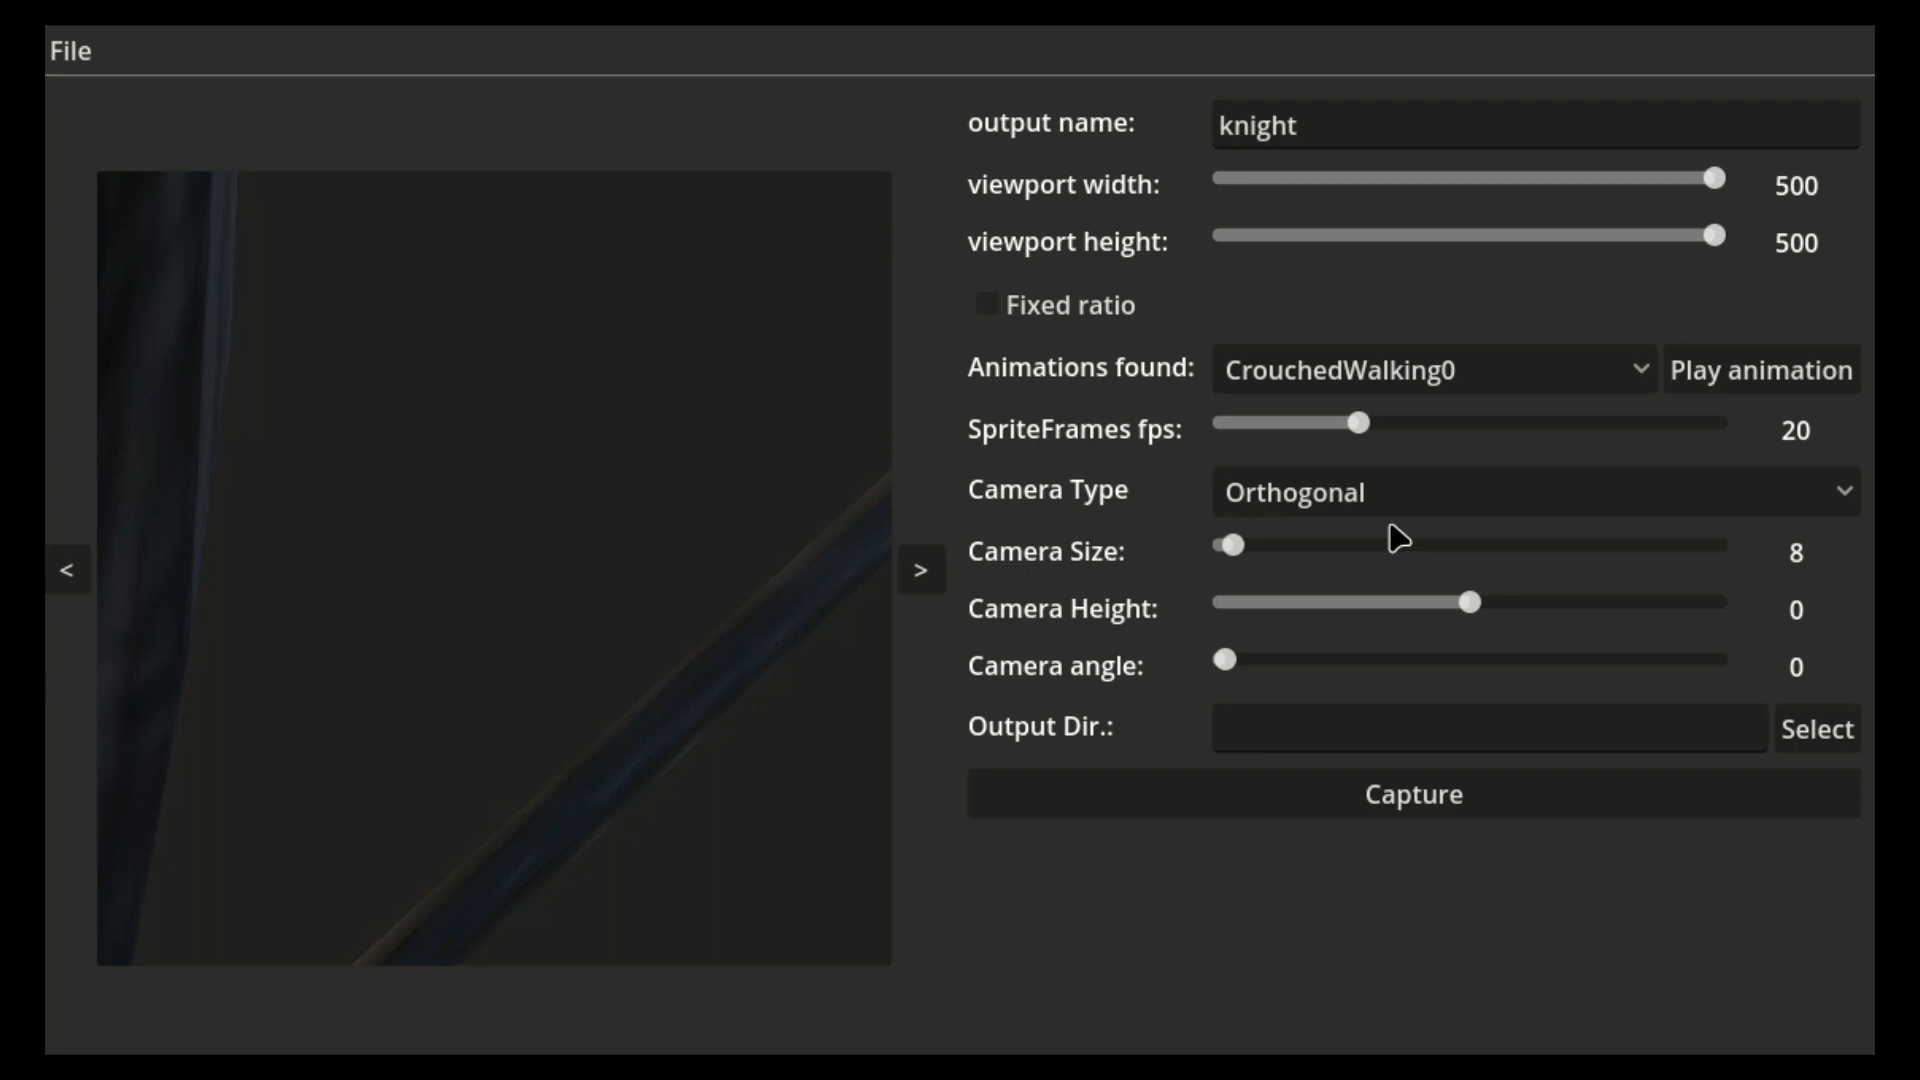 File
output name: knight
viewport width: 500
viewport height: 500
Fixed ratio
Animations found: CrouchedWalking0 Play animation
SpriteFrames fps: 20
Camera Type Orthogonal
Camera Size: 8
< > Camera Height: 0
Camera angle: 0
Output Dir.: Select
Capture